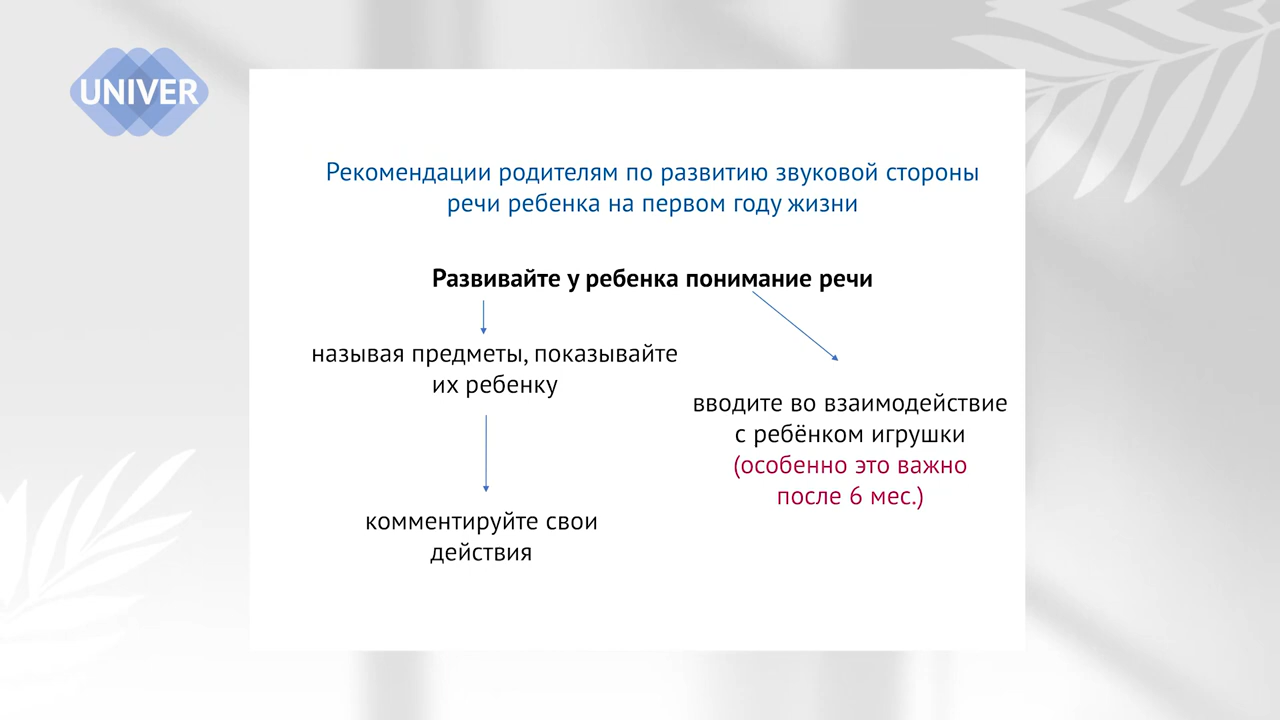 UNIVER
Рекомендации родителям по развитию звуковой стороны
речи ребенка на первом году жизни
Развивайте у ребенка понимание речи
называя предметы, показывайте
их ребенку
вводите во взаимодействие
с ребёнком игрушки
(особенно это важно
после 6 мес.)
комментируйте свои
действия